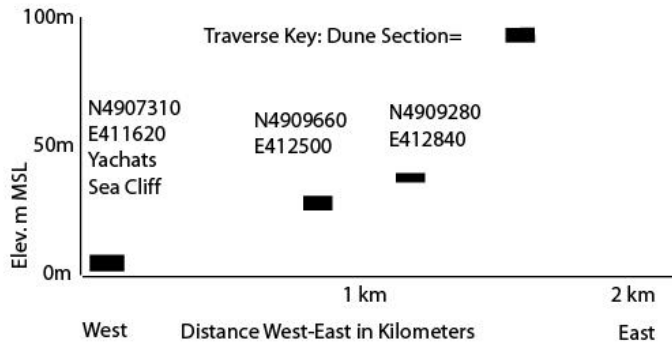 100m
Traverse Key: Dune Section=
N4907310
E411620
Yachats
Sea Cliff
N4909660
E412500
N4909280
E412840
50m
Elev. m MSL
0m
1 km
2 km
West
Distance West-East in Kilometers
East